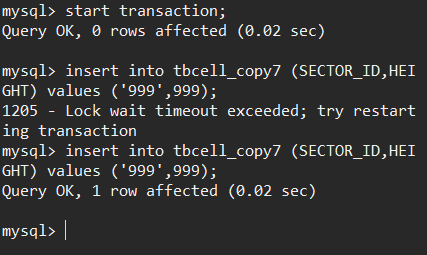 mysql> start transaction;
Query OK, 0 rows affected (0.02 sec)
mysql> insert into tbcell_copy7 (SECTOR_ID,HEI
GHT) values ('999',999);
1205 - Lock wait timeout exceeded; try restart
ing transaction
mysql> insert into tbcell_copy7 (SECTOR_ID,HEI
GHT) values ('999',999);
Query OK, 1 row affected (0.02 sec)
mysql>